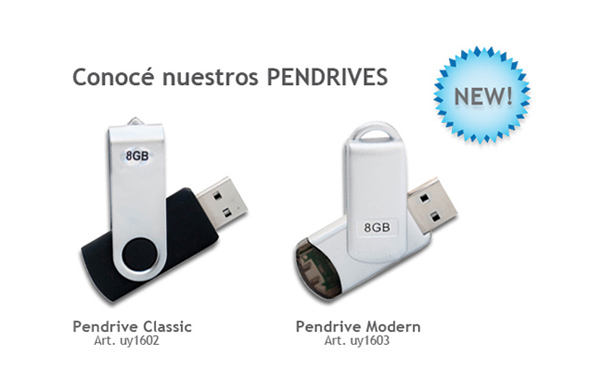 Conocé nuestros PENDRIVES
NEW!
8GB
8GB
Pendrive Classic
Art. uy1602
Pendrive Modern
Art. uy1603